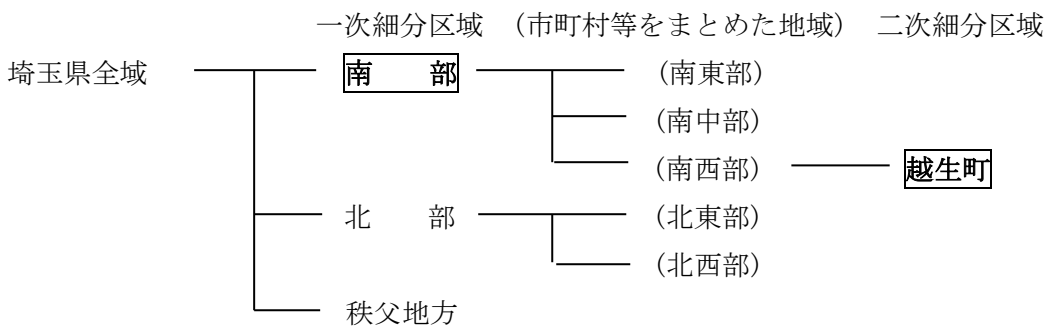 一次細分区域 （市町村等をまとめた地域） 二次細分区域
埼玉県全域 南 部 （南東部）
（南中部）
（南西部） 越生町
北 部 （北東部）
（北西部）
秩父地方